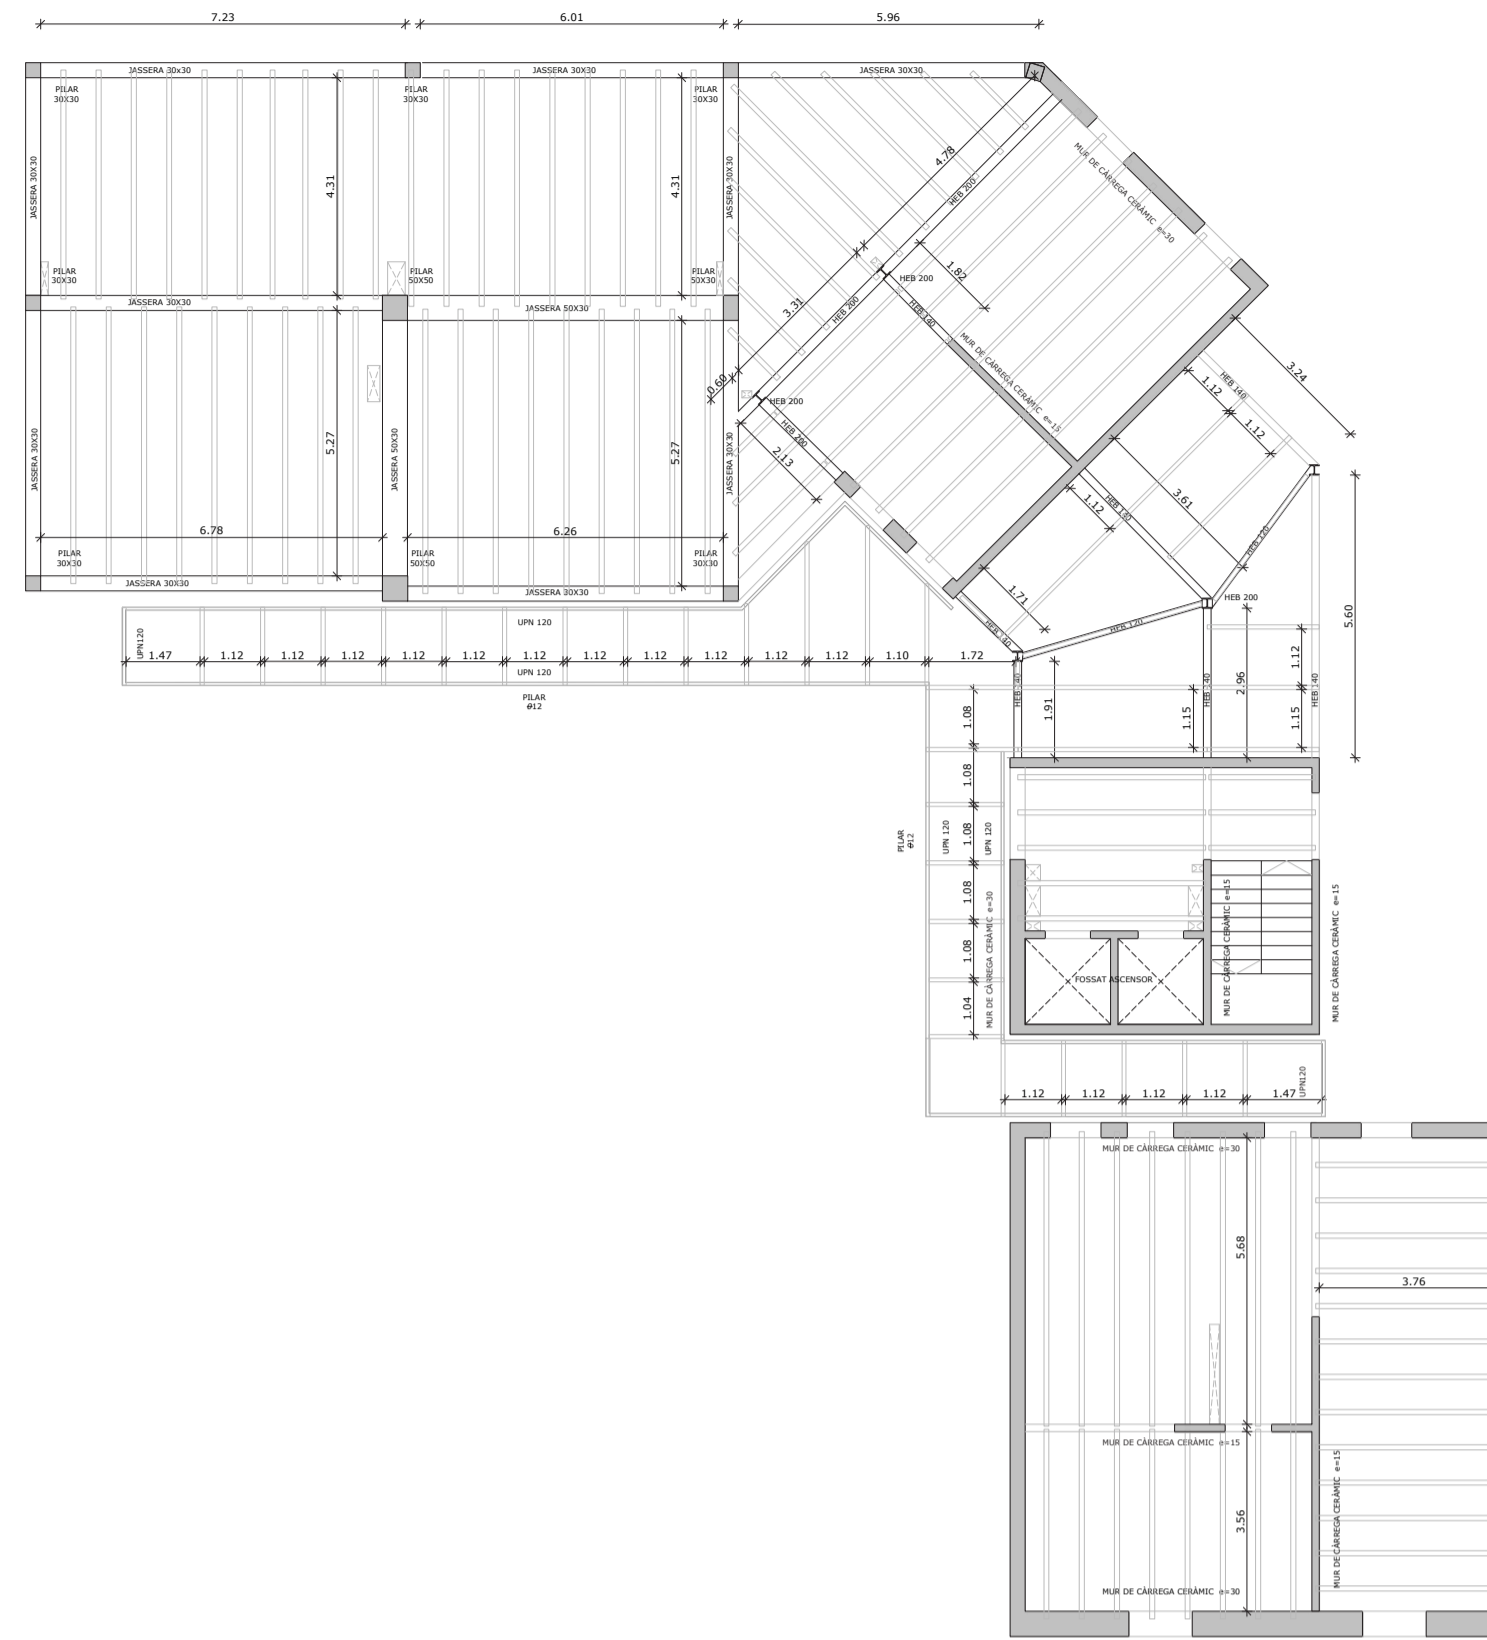 7.23
6.01
5.96
JASSERA 30x30
JASSERA 30X30
JASSERA 30X30
PILAR
30X30
PILAR
30X30
PILAR
30X30
JASSERA 30X30
4.31
4.31
JASSERA 30X30
4.78
HEB 200
MUR DE CÀRREGA CERÀMIC e=30
PILAR
30X30
PILAR
50X50
PILAR
50X30
JASSERA 30X30
JASSERA 50X30
3.31
HEB 200
HEB 200
1.82
HEB 140
MUR DE CÀRREGA CERÀMIC e=15
0.60
HEB 200
HEB 200
2.13
3.24
HEB 140
1.12
1.12
3.61
1.12
HEB 140
HEB 120
JASSERA 30X30
5.27
JASSERA 50X30
5.27
JASSERA 30X30
6.78
6.26
PILAR
30X30
PILAR
50X50
PILAR
30X30
JASSERA 30X30
JASSERA 30X30
1.71
HEB 140
HEB 120
HEB 200
5.60
UPN 120
UPN120
1.47
1.12
1.12
1.12
1.12
1.12
1.12
1.12
1.12
1.12
1.12
1.12
1.10
1.72
UPN 120
PILAR
ø12
HEB 140
1.91
1.15
HEB 140
2.96
1.12
1.15
HEB 140
1.08
1.08
1.08
1.08
1.08
1.04
PILAR
ø12
UPN 120
UPN 120
MUR DE CÀRREGA CERÀMIC e=30
MUR DE CÀRREGA CERÀMIC e=15
MUR DE CÀRREGA CERÀMIC e=15
FOSSAT ASCENSOR
1.12
1.12
1.12
1.12
1.47
UPN120
MUR DE CÀRREGA CERÀMIC e=30
5.68
3.76
MUR DE CÀRREGA CERÀMIC e=15
3.56
MUR DE CÀRREGA CERÀMIC e=15
MUR DE CÀRREGA CERÀMIC e=30